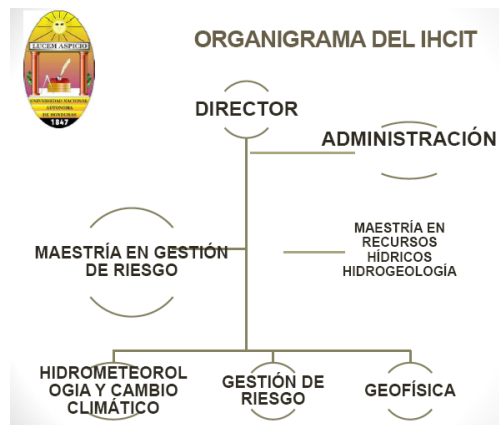 ORGANIGRAMA DEL IHCIT
LUCEM ASPICIO
UNIVERSIDAD NACIONAL
AUTONOMA
DE HONDURAS
1847
DIRECTOR
ADMINISTRACIÓN
MAESTRÍA EN GESTIÓN
DE RIESGO
MAESTRÍA EN
RECURSOS
HÍDRICOS
HIDROGEOLOGÍA
HIDROMETEOROL
OGIA Y CAMBIO
CLIMÁTICO
GESTIÓN DE
RIESGO
GEOFÍSICA